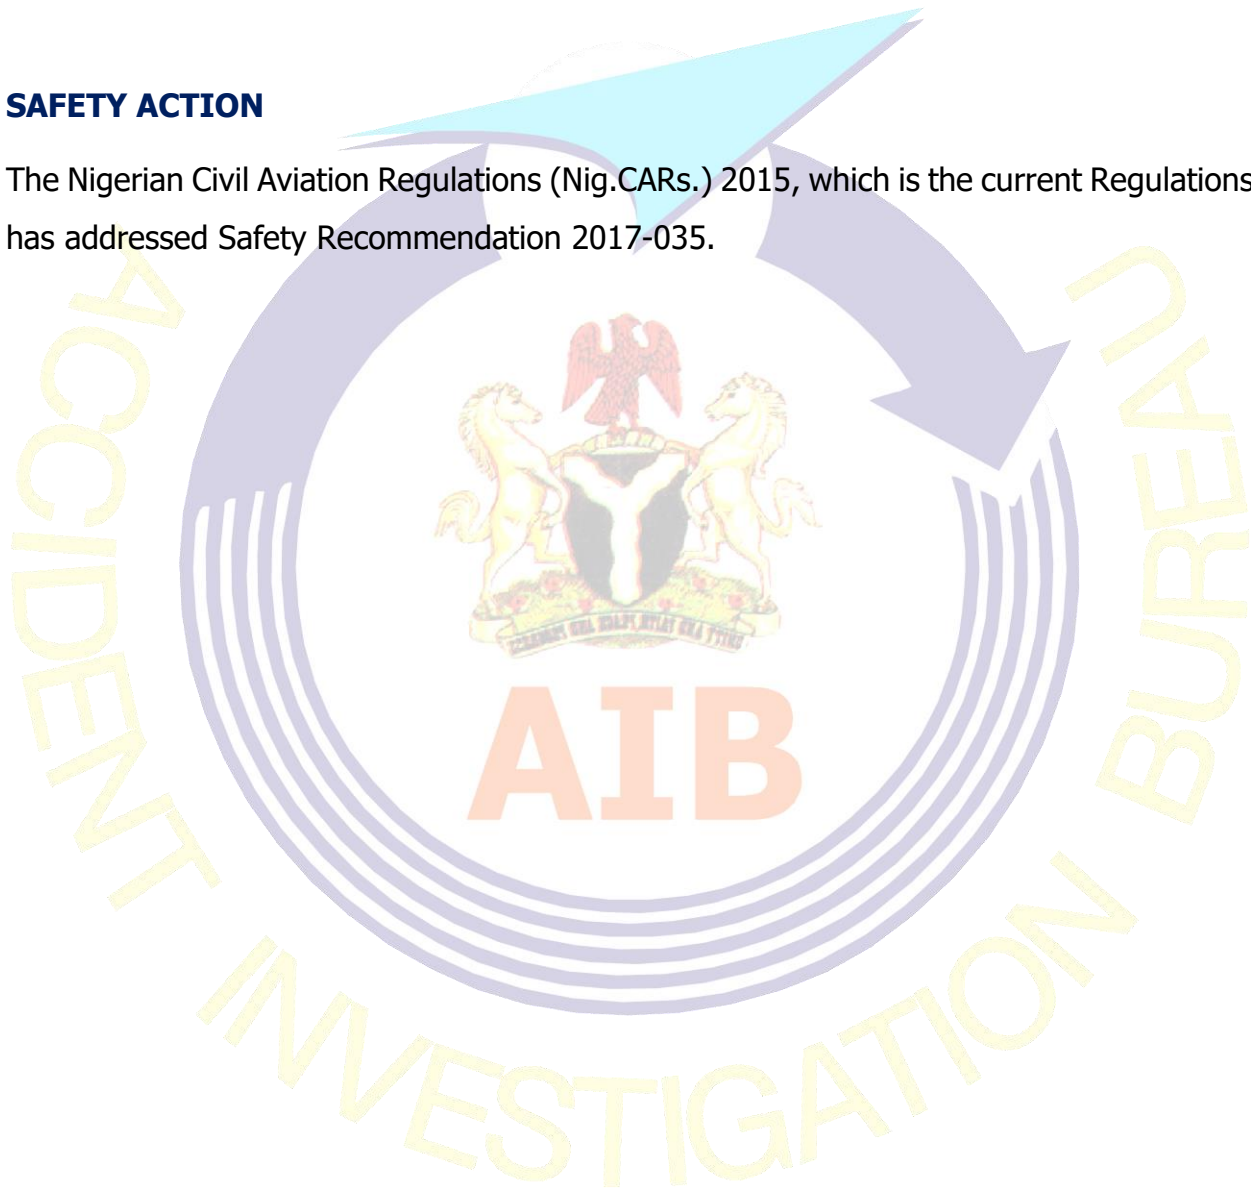 SAFETY ACTION
The Nigerian Civil Aviation Regulations (Nig.CARs.) 2015, which is the current Regulations
has addressed Safety Recommendation 2017-035.
ACCIDENT INVESTIGATION BUREAU
AIB